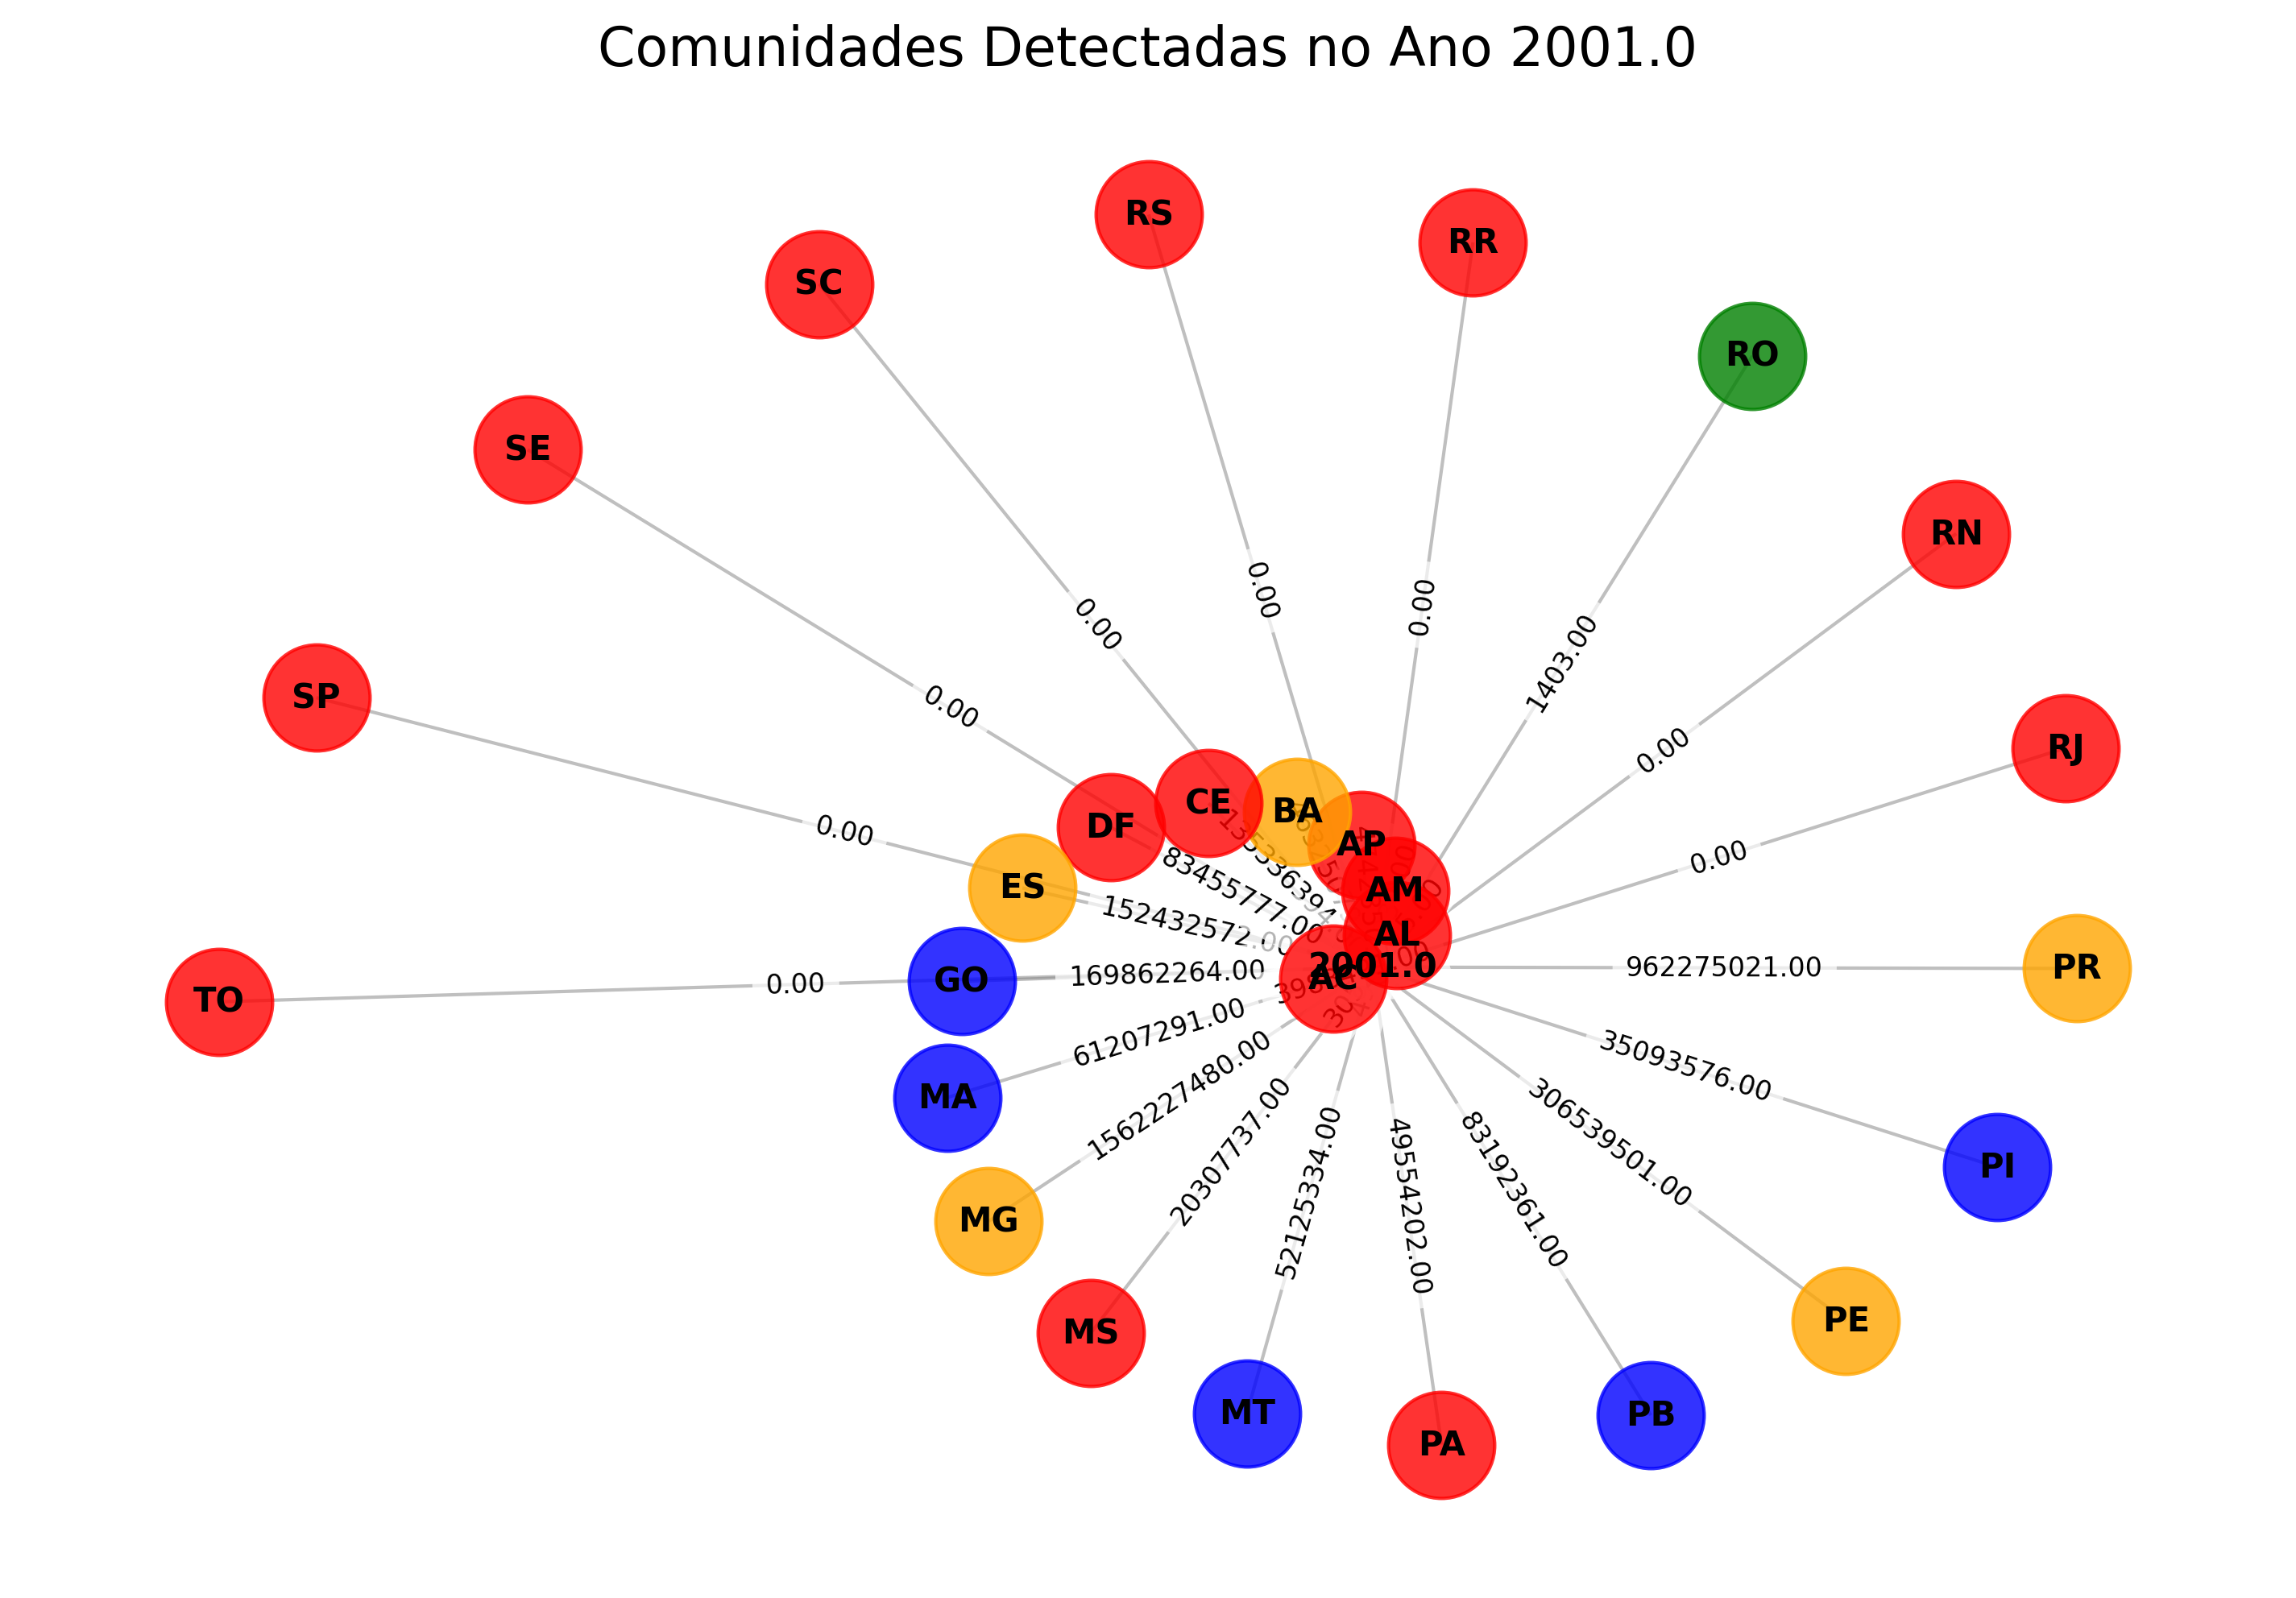 Comunidades Detectadas no Ano 2001.0
RS
RR
SC
RO
SE
RN
SP
RJ
0.00
0.00
0.00
1403.00
0.00
0.00
0.00
0.00
CE
BA
DF
AP
ES
AM
83455777.00
152432572.00
AL
2001.0
AC
TO
0.00
GO
169862264.00
962275021.00
PR
MA
61207291.00
35093576.00
PI
MG
1562227480.00
306539501.00
PE
MS
20307737.00
52125334.00
49554202.00
83192361.00
MT
PA
PB